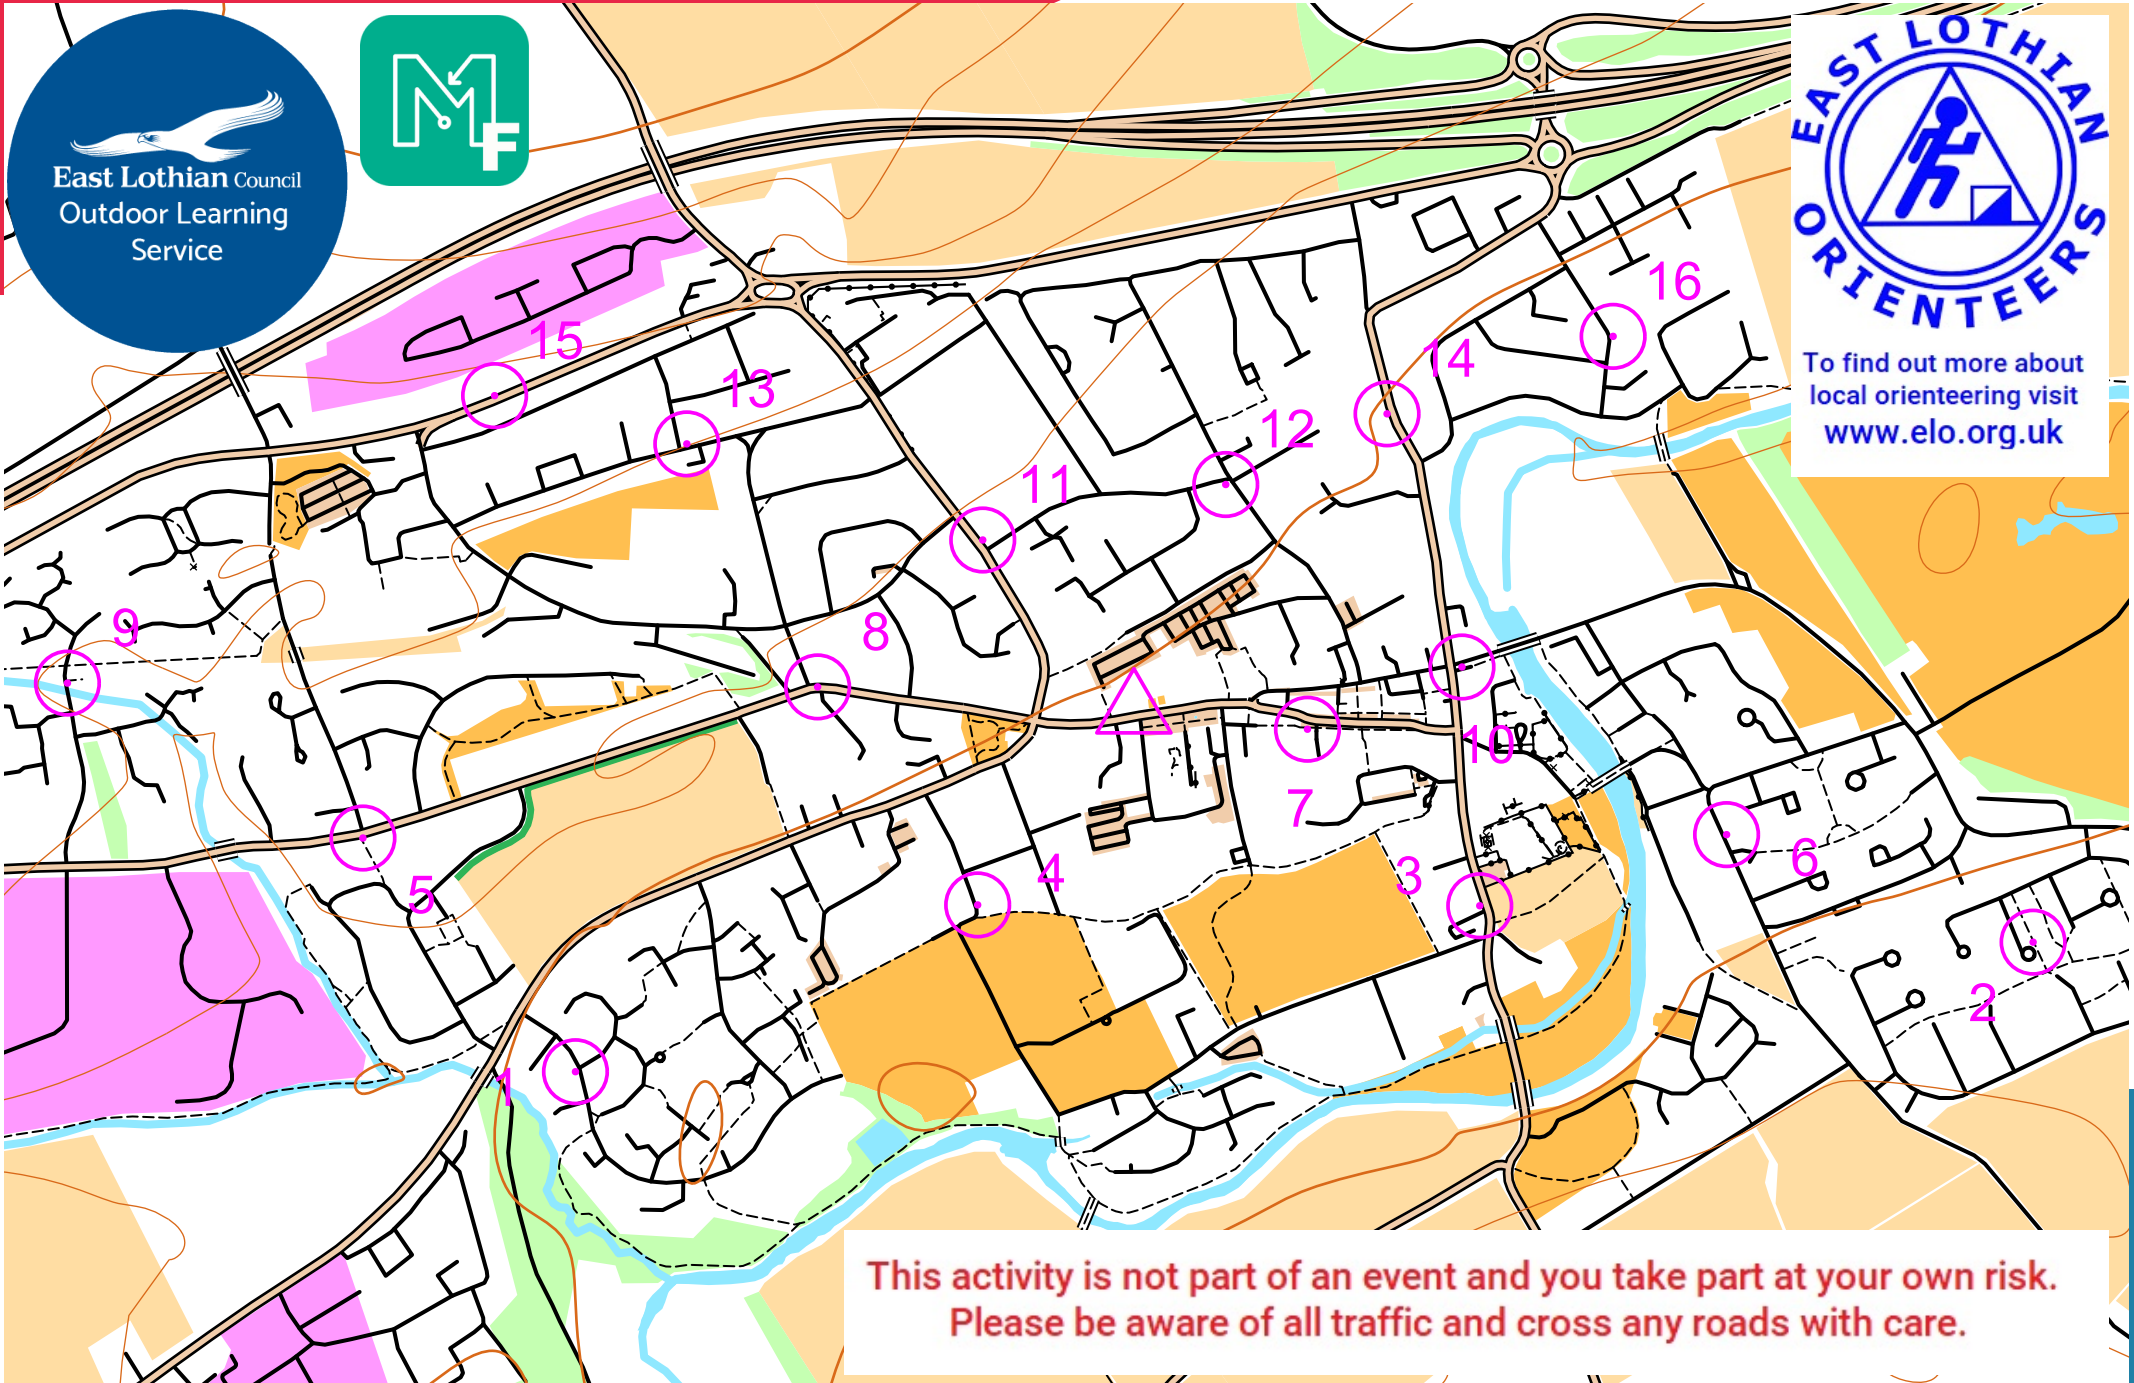 East Lothian Council
Outdoor Learning
Service
M
F
EAST LOTHIAN
ORIENTEERS
To find out more about
local orienteering visit
www.elo.org.uk
16
15
14
13
12
11
9
8
10
7
6
5
4
3
2
1
This activity is not part of an event and you take part at your own risk.
Please be aware of all traffic and cross any roads with care.